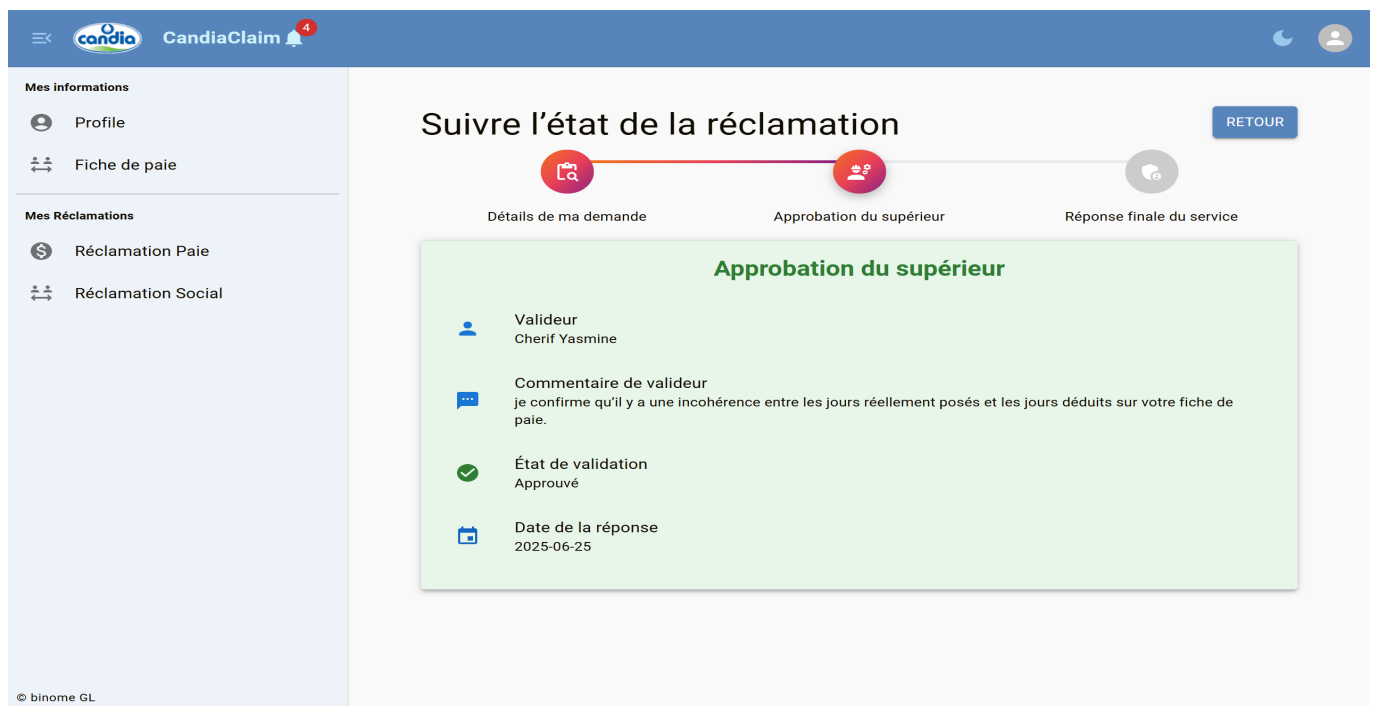 candia
CandiaClaim
4
Mes informations
Profile
Fiche de paie
Mes Réclamations
Réclamation Paie
Réclamation Social
© binome GL
Suivre l'état de la réclamation
RETOUR
Détails de ma demande
Approbation du supérieur
Réponse finale du service
Approbation du supérieur
Valideur
Cherif Yasmine
Commentaire de valideur
je confirme qu'il y a une incohérence entre les jours réellement posés et les jours déduits sur votre fiche de
paie.
État de validation
Approuvé
Date de la réponse
2025-06-25